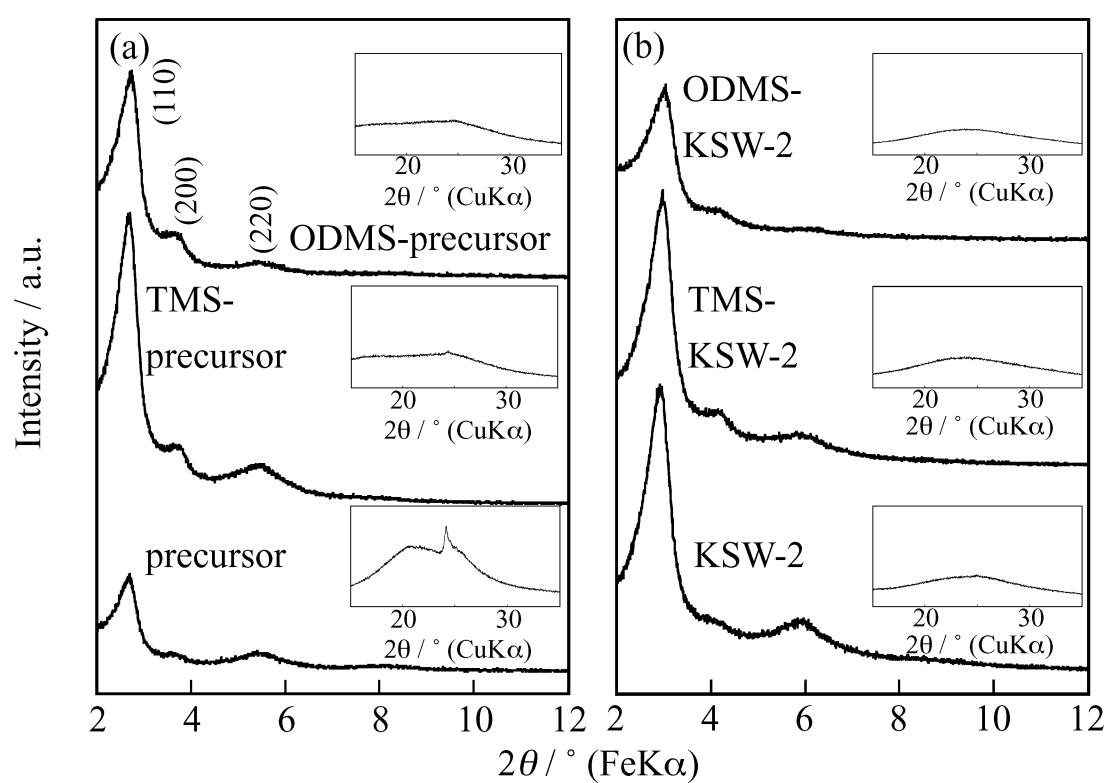 Intensity / a.u.
(a)
(110)
(200)
(220)
ODMS-precursor
20 30
2θ / ° (CuKα)
TMS-
precursor
20 30
2θ / ° (CuKα)
precursor
20 30
2θ / ° (CuKα)
2 4 6 8 10 12
(b)
ODMS-
KSW-2
20 30
2θ / ° (CuKα)
TMS-
KSW-2
20 30
2θ / ° (CuKα)
KSW-2
20 30
2θ / ° (CuKα)
2 4 6 8 10 12
2θ / ° (FeKα)